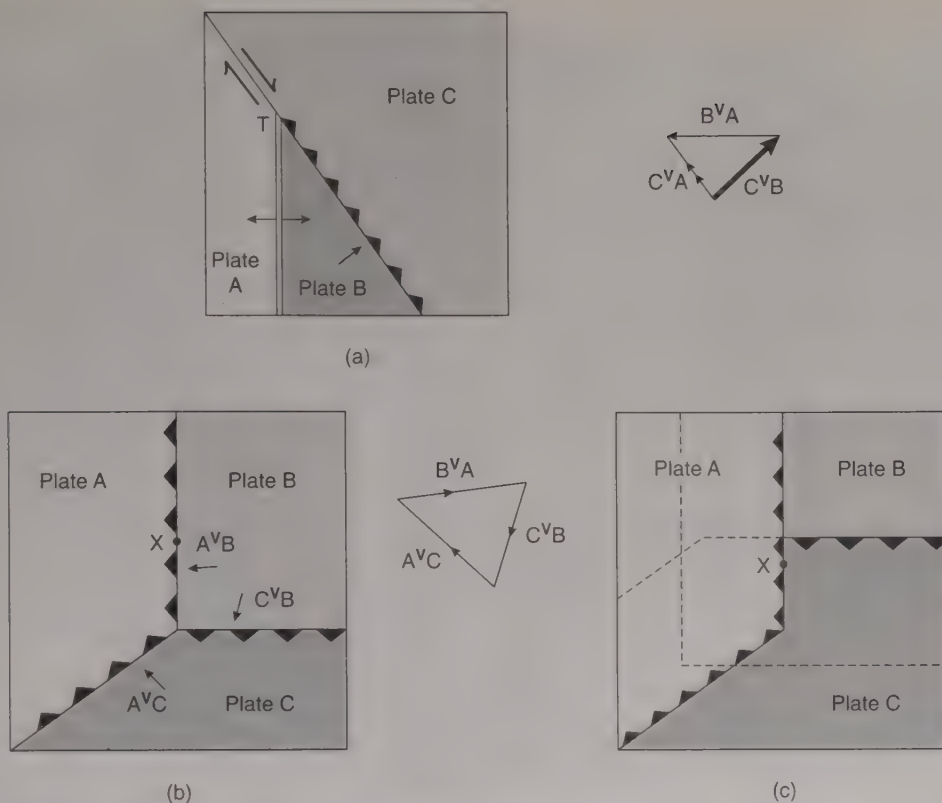 Plate C
T
Plate A
Plate B
BVA
CVA
CVB
(a)
Plate A
Plate B
X
AVB
CVB
AVC
Plate C
(b)
BVA
CVB
AVC
Plate A
Plate B
X
Plate C
(c)